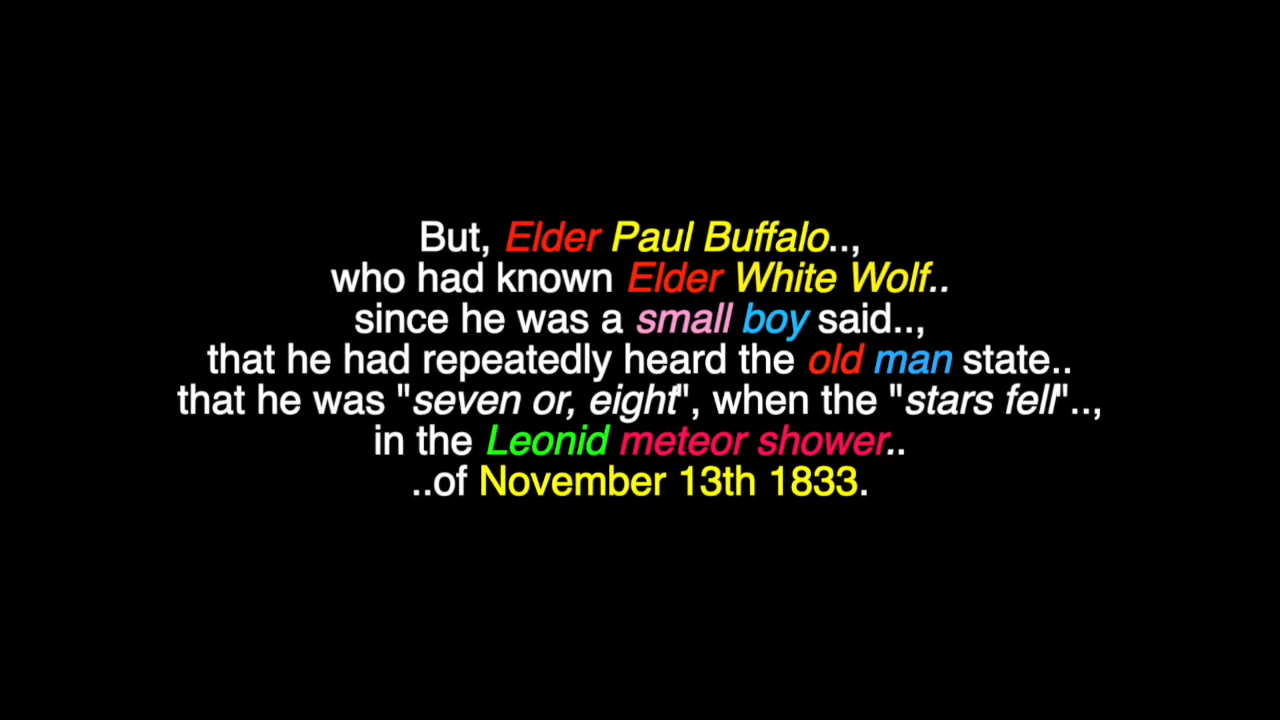 But, Elder Paul Buffalo..,
who had known Elder White Wolf..
since he was a small boy said..,
that he had repeatedly heard the old man state..
that he was "seven or, eight", when the "stars fell"..,
in the Leonid meteor shower..
..of November 13th 1833.